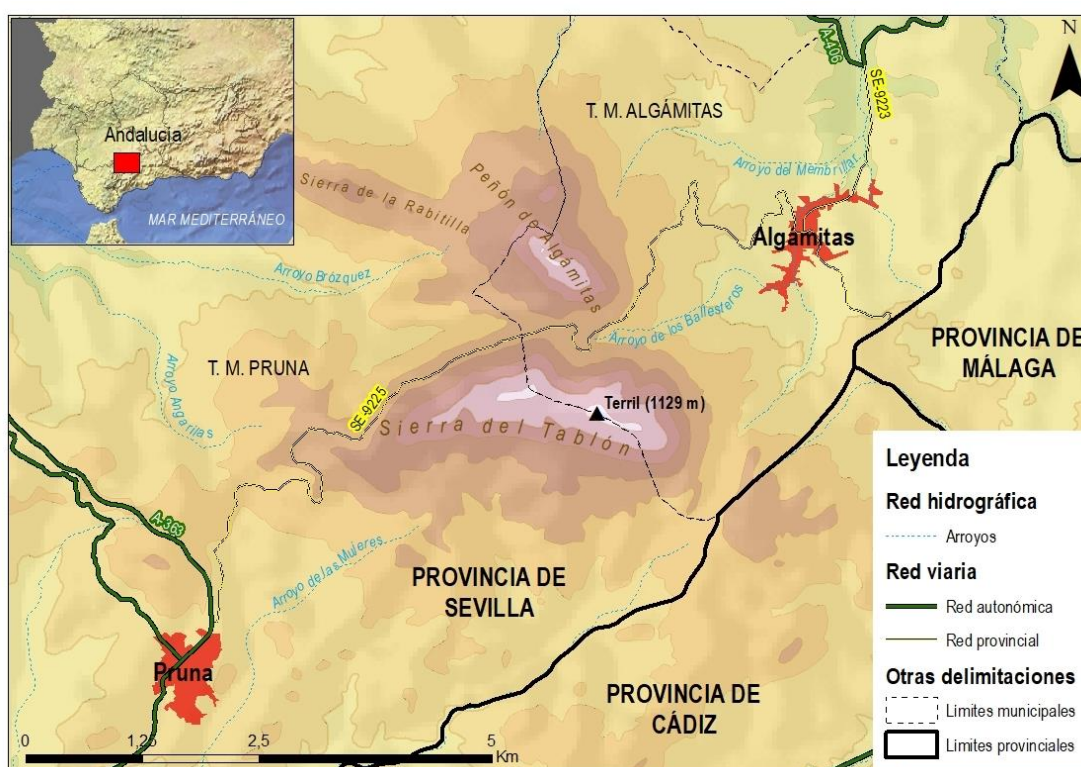 Andalucía
MAR MEDITERRÁNEO
N
A-406
SE-9223
T. M. ALGÁMITAS
Arroyo del Membrillar
Sierra de la Rabitilla
Peñón de Algámitas
Algámitas
Arroyo Brózquez
Arroyo de los Ballesteros
PROVINCIA DE
MÁLAGA
T. M. PRUNA
Arroyo Angarillas
SE-9225
Terril (1129 m)
Sierra del Tablón
A-363
Arroyo de las Mujeres
PROVINCIA DE
SEVILLA
Pruna
PROVINCIA DE
CÁDIZ
0 1,25 2,5 5
Km
Leyenda
Red hidrográfica
Arroyos
Red viaria
Red autonómica
Red provincial
Otras delimitaciones
Limites municipales
Limites provinciales